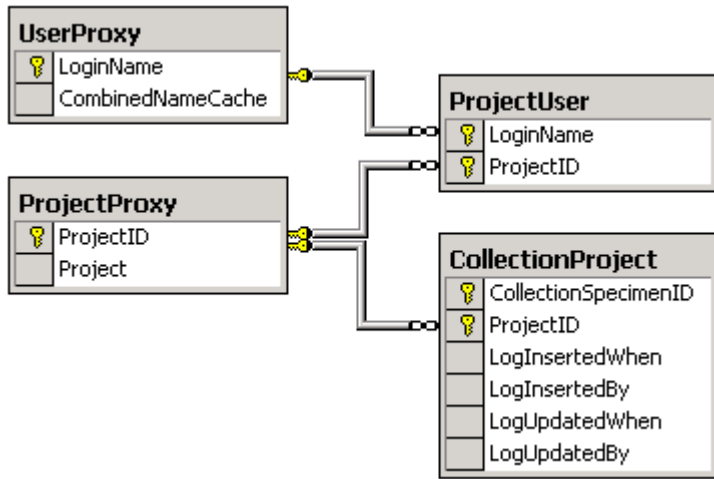 UserProxy
LoginName
CombinedNameCache
ProjectProxy
ProjectID
Project
ProjectUser
LoginName
ProjectID
CollectionProject
CollectionSpecimenID
ProjectID
LogInsertedWhen
LogInsertedBy
LogUpdatedWhen
LogUpdatedBy